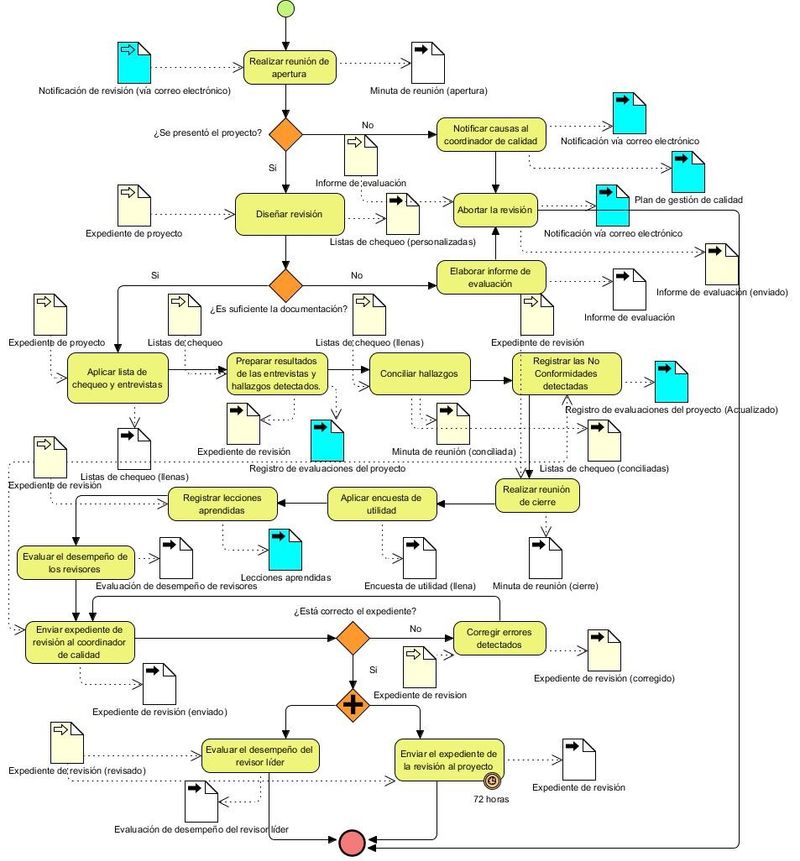 Realizar reunión de
apertura
Notificación de revisión (vía correo electrónico)
Minuta de reunión (apertura)
¿Se presentó el proyecto?
No
Notificar causas al
coordinador de calidad
Notificación vía correo electrónico
Si
Informe de evaluación
Plan de gestión de calidad
Expediente de proyecto
Diseñar revisión
Listas de chequeo (personalizadas)
Abortar la revisión
Notificación vía correo electrónico
Si
No
¿Es suficiente la documentación?
Elaborar informe de
evaluación
Informe de evaluación (enviado)
Informe de evaluación
Expediente de proyecto
Listas de chequeo
Listas de chequeo (llenas)
Expediente de revisión
Aplicar lista de
chequeo y entrevistas
Preparar resultados
de las entrevistas y
hallazgos detectados.
Conciliar hallazgos
Registrar las No
Conformidades
detectadas
Registro de evaluaciones del proyecto (Actualizado)
Expediente de revisión
Minuta de reunión (conciliada)
Registro de evaluaciones del proyecto
Listas de chequeo (conciliadas)
Listas de chequeo (llenas)
Expediente de revisión
Registrar lecciones
aprendidas
Aplicar encuesta de
utilidad
Realizar reunión
de cierre
Evaluar el desempeño de
los revisores
Evaluación de desempeño de revisores
Lecciones aprendidas
Encuesta de utilidad (llena)
Minuta de reunión (cierre)
¿Está correcto el expediente?
Enviar expediente de
revisión al coordinador
de calidad
No
Corregir errores
detectados
Si
Expediente de revision
Expediente de revisión (corregido)
Expediente de revisión (enviado)
Evaluar el desempeño del
revisor líder
Enviar el expediente de
la revisión al proyecto
Expediente de revisión (revisado)
Expediente de revisión
72 horas
Evaluación de desempeño del revisor líder